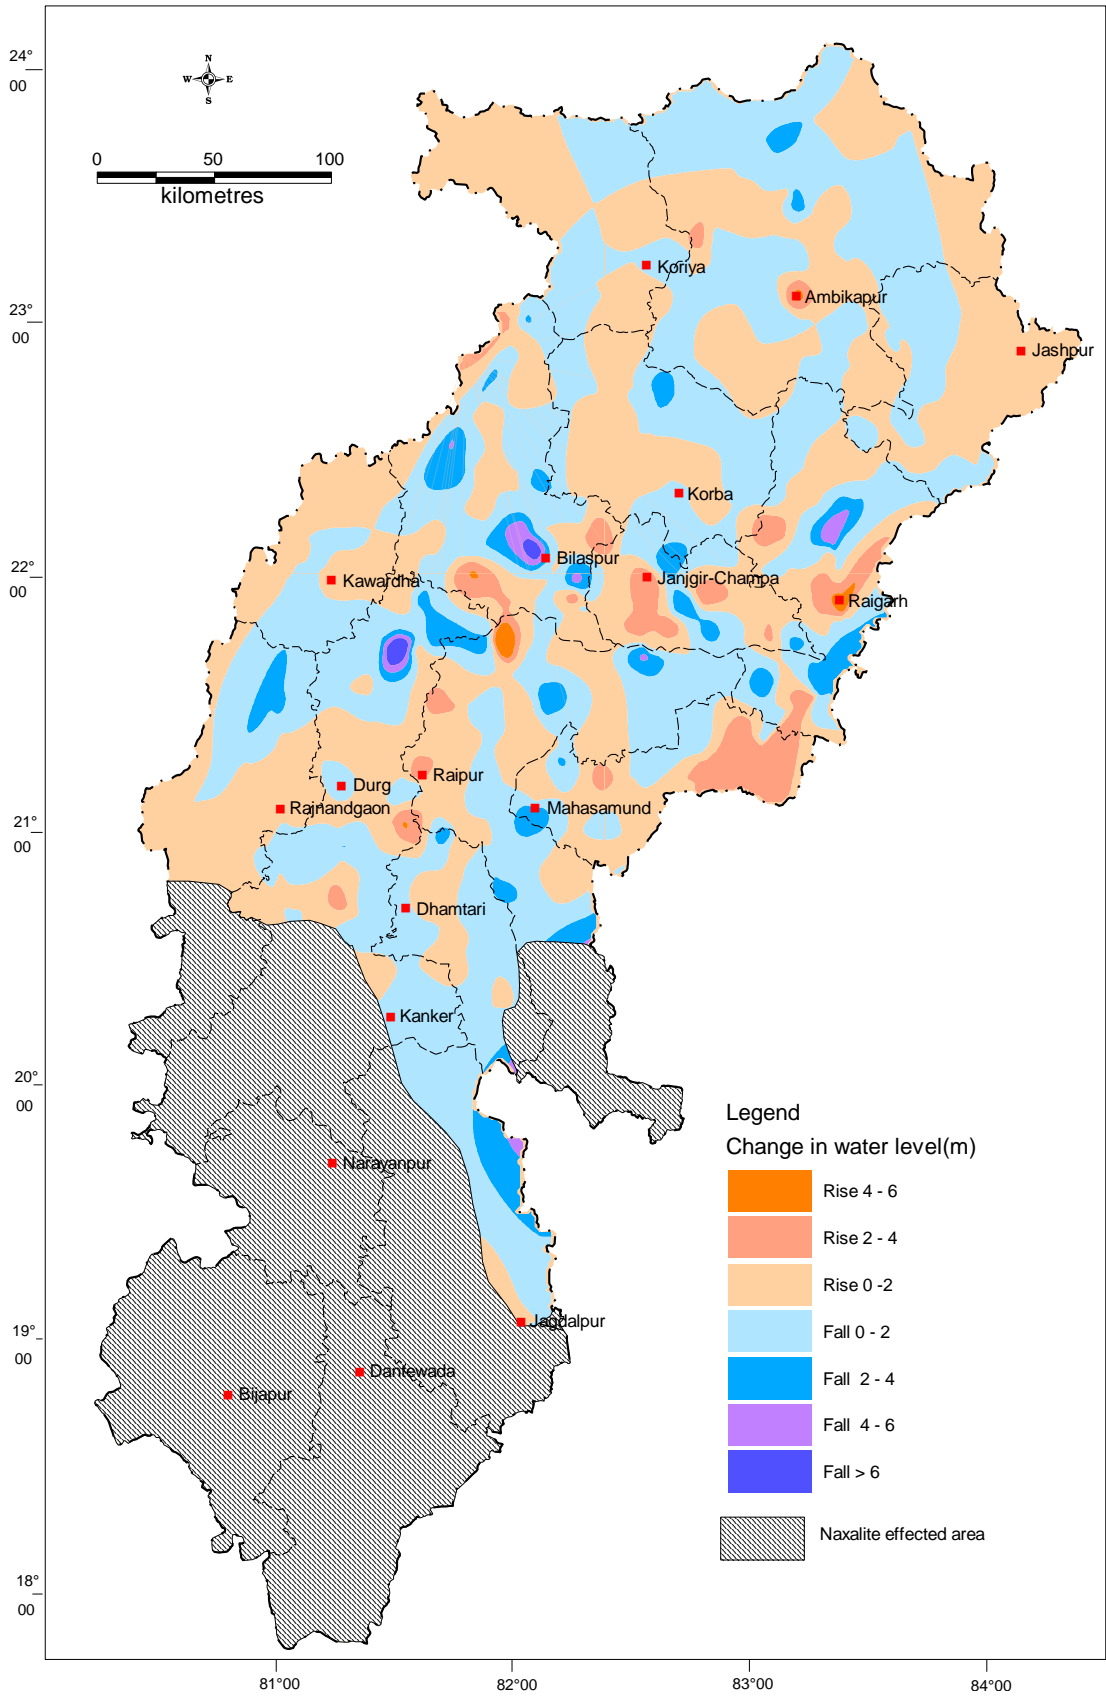 24°
00
N
W E
S
0 50 100
kilometres
Koriya
Ambikapur
23°
00
Jashpur
Korba
Bilaspur
22°
00
Kawardha
Janjgir-Champa
Raigarh
Raipur
Durg
Rajnandgaon
Mahasamund
21°
00
Dhamtari
Kanker
20°
00
Legend
Change in water level(m)
Narayanpur
Rise 4 - 6
Rise 2 - 4
Rise 0 -2
Jagdalpur
Fall 0 - 2
19°
00
Dantewada
Fall 2 - 4
Bijapur
Fall 4 - 6
Fall > 6
Naxalite effected area
18°
00
81°00 82°00 83°00 84°00